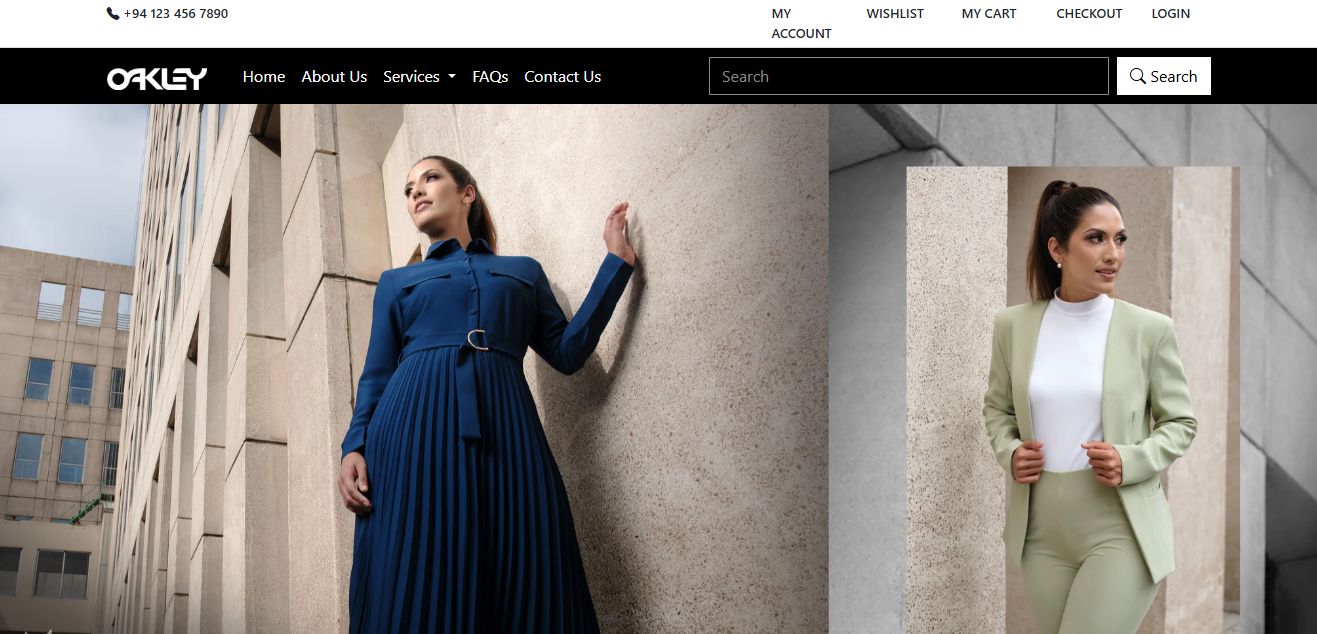 +94 123 456 7890
MY ACCOUNT
WISHLIST
MY CART
CHECKOUT
LOGIN
OAKLEY
Home
About Us
Services
FAQs
Contact Us
Search
Search